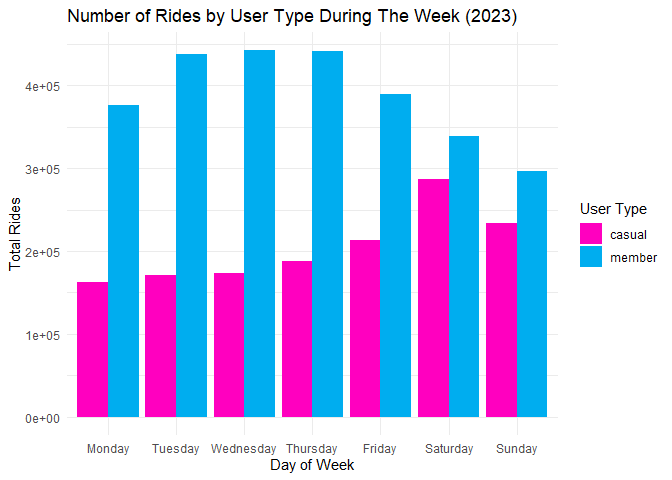 Number of Rides by User Type During The Week (2023)
4e+05
3e+05
2e+05
1e+05
0e+00
Total Rides
Monday Tuesday Wednesday Thursday Friday Saturday Sunday
Day of Week
User Type
casual
member